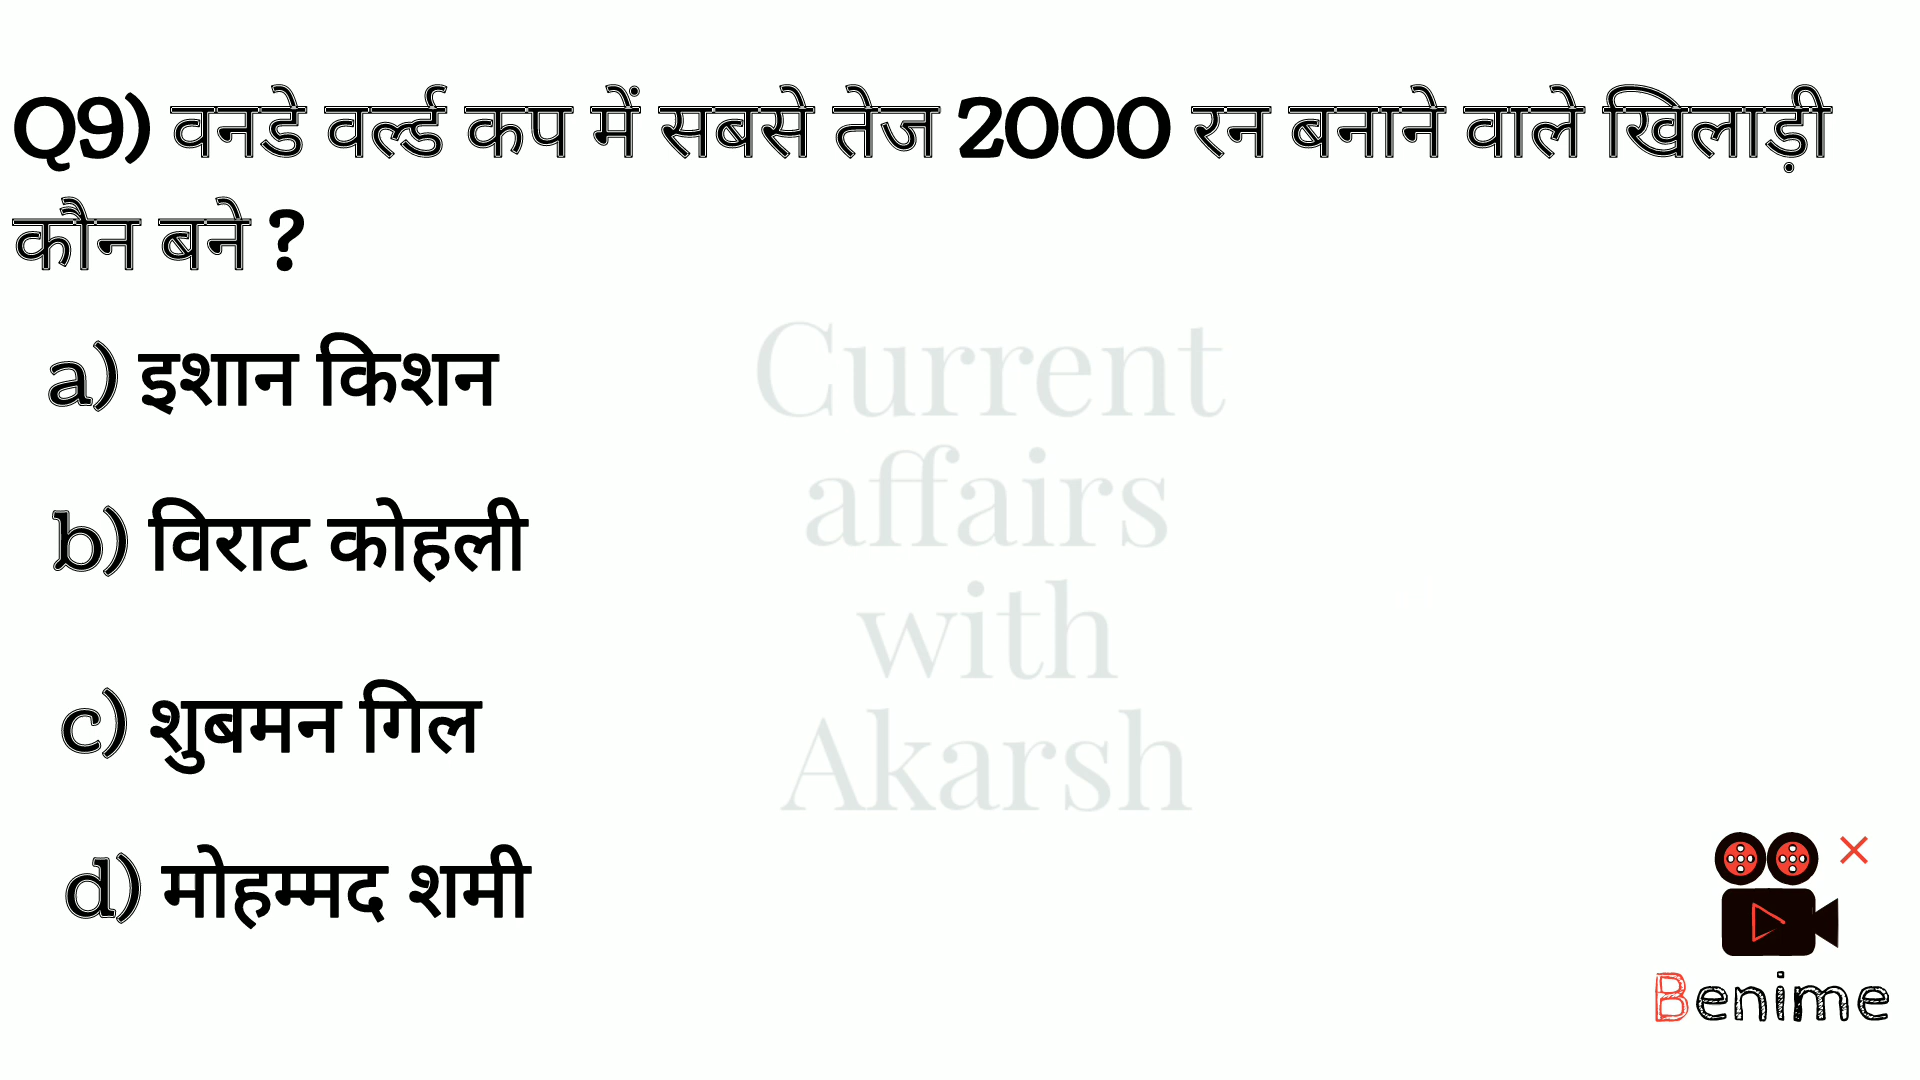 Q9) वनडे वर्ल्ड कप में सबसे तेज 2000 रन बनाने वाले खिलाड़ी
कौन बने ?
a) इशान किशन
b) विराट कोहली
c) शुबमन गिल
d) मोहम्मद शमी
Current
affairs
with
Akarsh
Benime